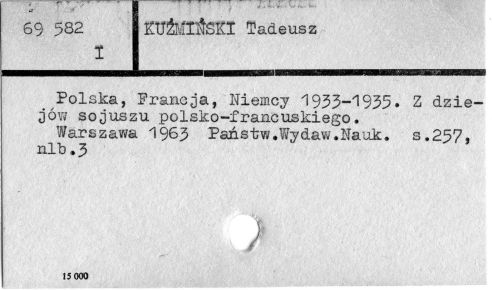 69 582
I
KUŹMIŃSKI Tadeusz
Polska, Francja, Niemcy 1933-1935. Z dzie-
jów sojuszu polsko-francuskiego.
Warszawa 1963 Państw.Wydaw.Nauk. s.257,
nlb.3
15 000